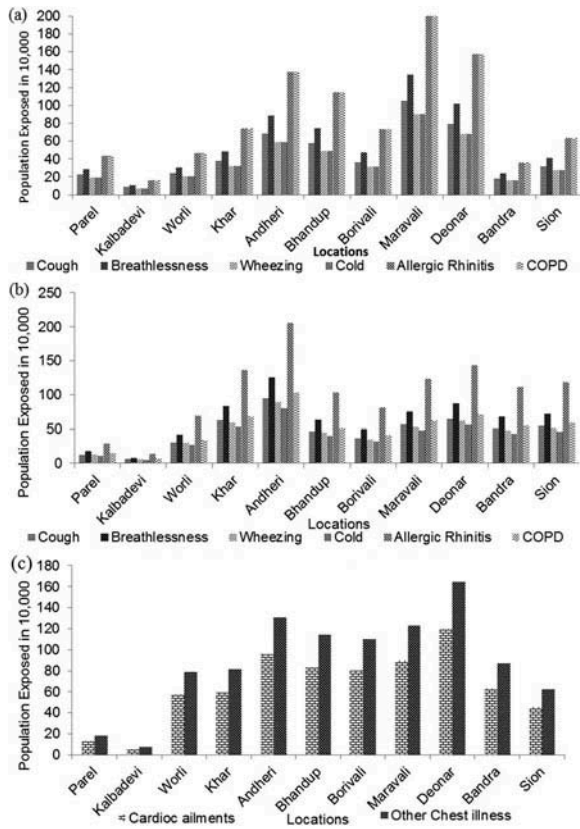 (a)
Population Exposed in 10,000
200
180
160
140
120
100
80
60
40
20
0
Parel
Kalbadevi
Worli
Khar
Andheri
Bhandup
Borivali
Maravali
Deonar
Bandra
Sion
Locations
Cough Breathlessness Wheezing Cold Allergic Rhinitis COPD
(b)
Population Exposed in 10,000
250
200
150
100
50
0
Parel
Kalbadevi
Worli
Khar
Andheri
Bhandup
Borivali
Maravali
Deonar
Bandra
Sion
Locations
Cough Breathlessness Wheezing Cold Allergic Rhinitis COPD
(c)
Population Exposed in 10,000
180
160
140
120
100
80
60
40
20
0
Parel
Kalbadevi
Worli
Khar
Andheri
Bhandup
Borivali
Maravali
Deonar
Bandra
Sion
Cardioc ailments Locations Other Chest illness